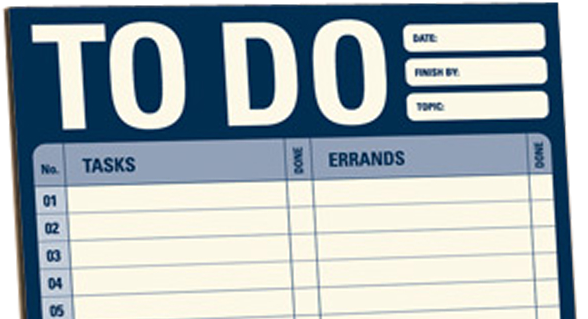 TO DO
DATE:
FINISH BY:
TOPIC:
No. TASKS DONE ERRANDS DONE
01
02
03
04
05